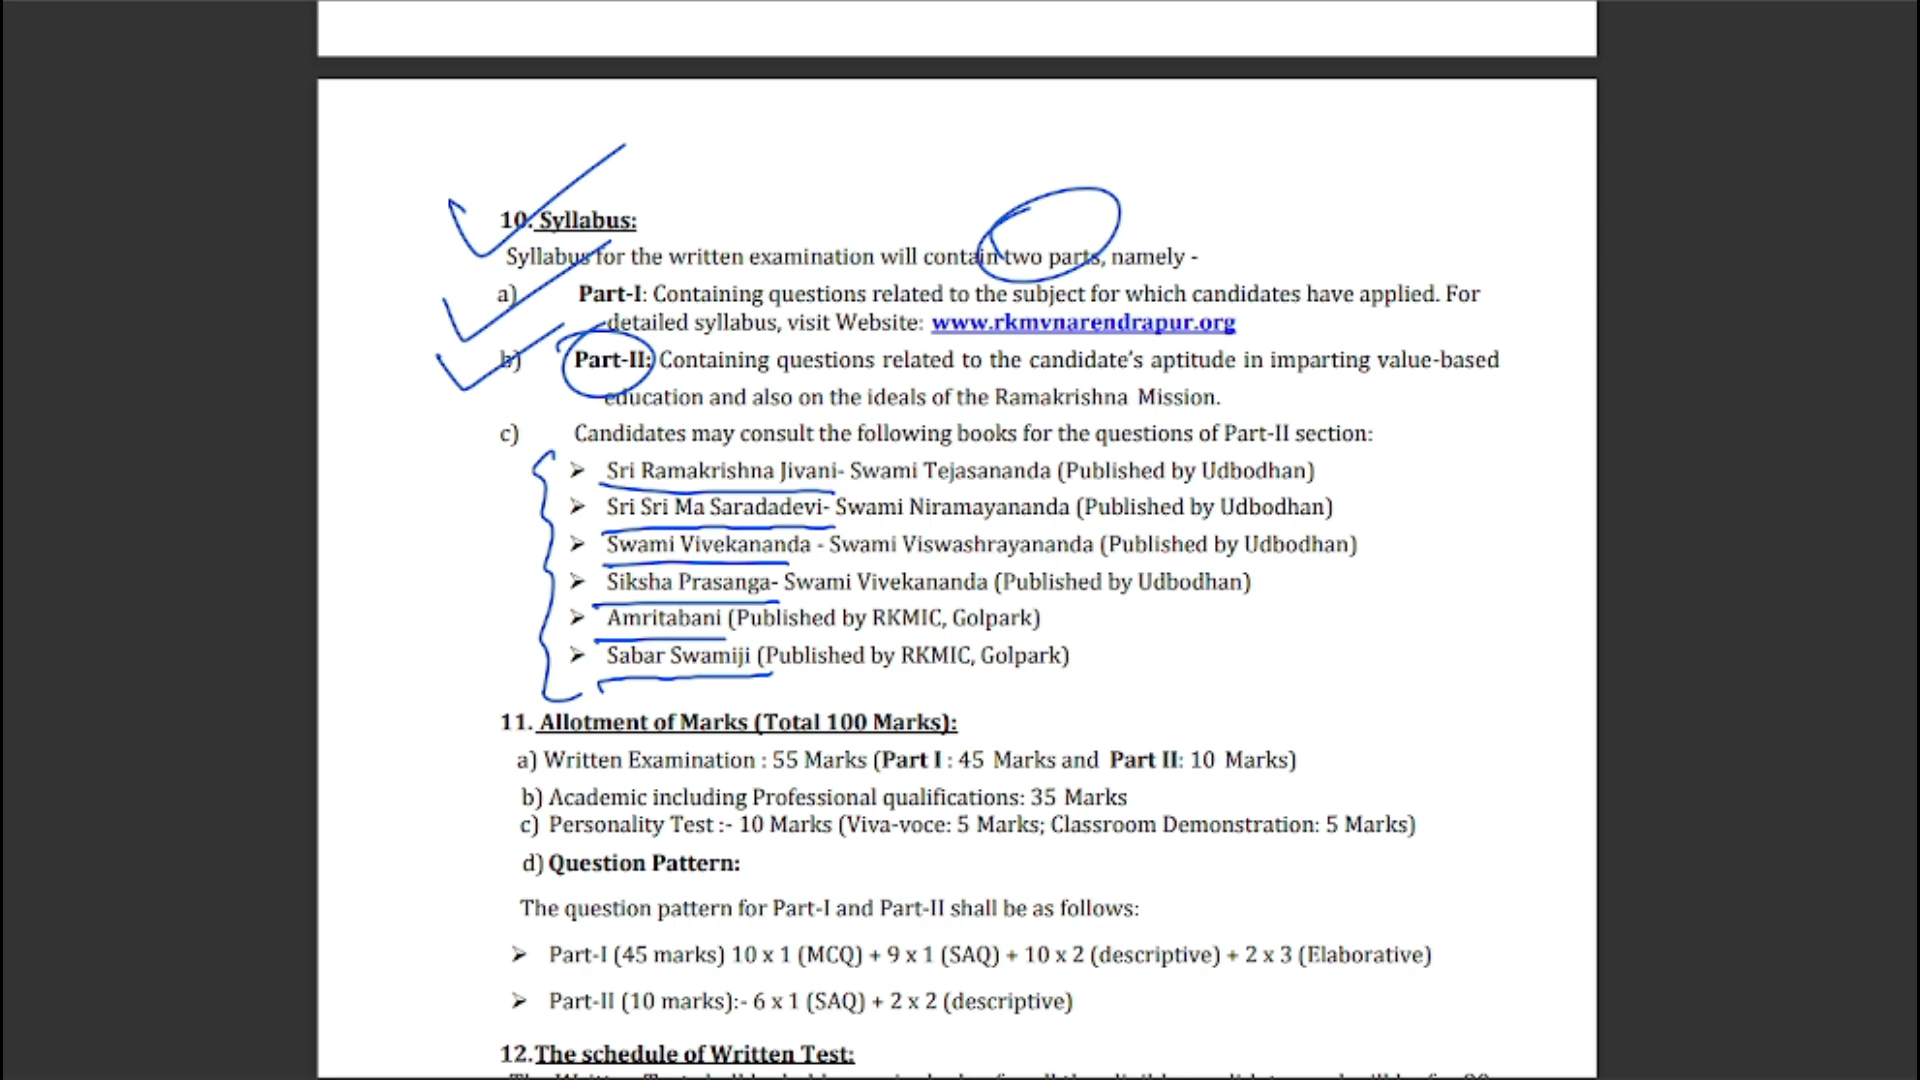 10. Syllabus:
Syllabus for the written examination will contain two parts, namely -
a) Part-I: Containing questions related to the subject for which candidates have applied. For
detailed syllabus, visit Website: www.rkmvnarendrapur.org
b) Part-II: Containing questions related to the candidate's aptitude in imparting value-based
education and also on the ideals of the Ramakrishna Mission.
c) Candidates may consult the following books for the questions of Part-II section:
➢ Sri Ramakrishna Jivani- Swami Tejasananda (Published by Udbodhan)
➢ Sri Sri Ma Saradadevi- Swami Niramayananda (Published by Udbodhan)
➢ Swami Vivekananda - Swami Viswashrayananda (Published by Udbodhan)
➢ Siksha Prasanga- Swami Vivekananda (Published by Udbodhan)
➢ Amritabani (Published by RKMIC, Golpark)
➢ Sabar Swamiji (Published by RKMIC, Golpark)
11. Allotment of Marks (Total 100 Marks):
a) Written Examination : 55 Marks (Part I : 45 Marks and Part II: 10 Marks)
b) Academic including Professional qualifications: 35 Marks
c) Personality Test :- 10 Marks (Viva-voce: 5 Marks; Classroom Demonstration: 5 Marks)
d) Question Pattern:
The question pattern for Part-I and Part-II shall be as follows:
➢ Part-I (45 marks) 10 x 1 (MCQ) + 9 x 1 (SAQ) + 10 x 2 (descriptive) + 2 x 3 (Elaborative)
➢ Part-II (10 marks):- 6 x 1 (SAQ) + 2 x 2 (descriptive)
12.The schedule of Written Test: